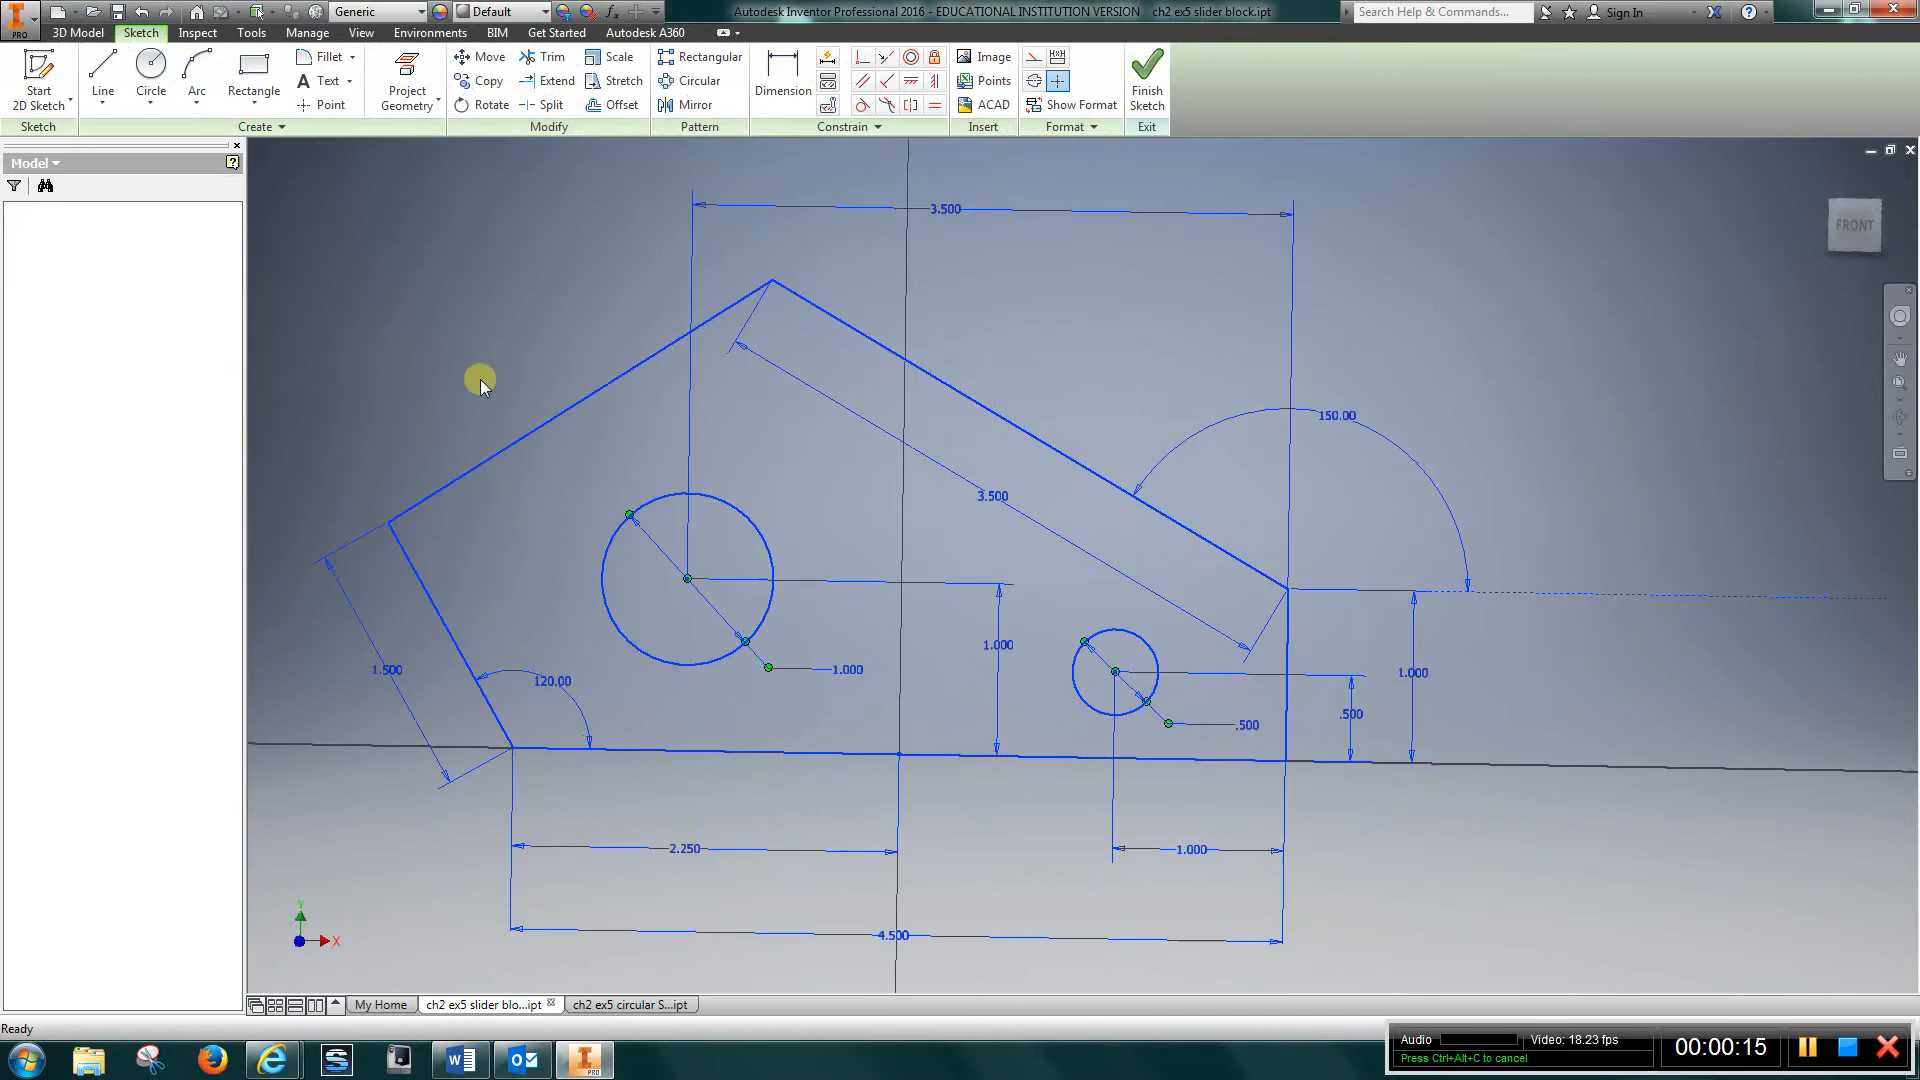 Generic
Default
Autodesk Inventor Professional 2016 - EDUCATIONAL INSTITUTION VERSION ch2 ex5 slider block.ipt
Search Help & Commands...
Sign In
PRO
3D Model Sketch Inspect Tools Manage View Environments BIM Get Started Autodesk A360
Start
2D Sketch
Line
Circle
Arc
Rectangle
Fillet
Text
Point
Project
Geometry
Move Trim Scale
Copy Extend Stretch
Rotate Split Offset
Rectangular
Circular
Mirror
Dimension
Image
Points
ACAD
Show Format
Finish
Sketch
Sketch Create Modify Pattern Constrain Insert Format Exit
Model
3.500
FRONT
150.00
3.500
1.500
120.00
1.000
1.000
.500
.500
1.000
2.250
1.000
4.500
Y
X
My Home ch2 ex5 slider blo...ipt ch2 ex5 circular S...ipt
Ready
Audio
Video: 18.23 fps
Press Ctrl+Alt+C to cancel
00:00:15
PRO